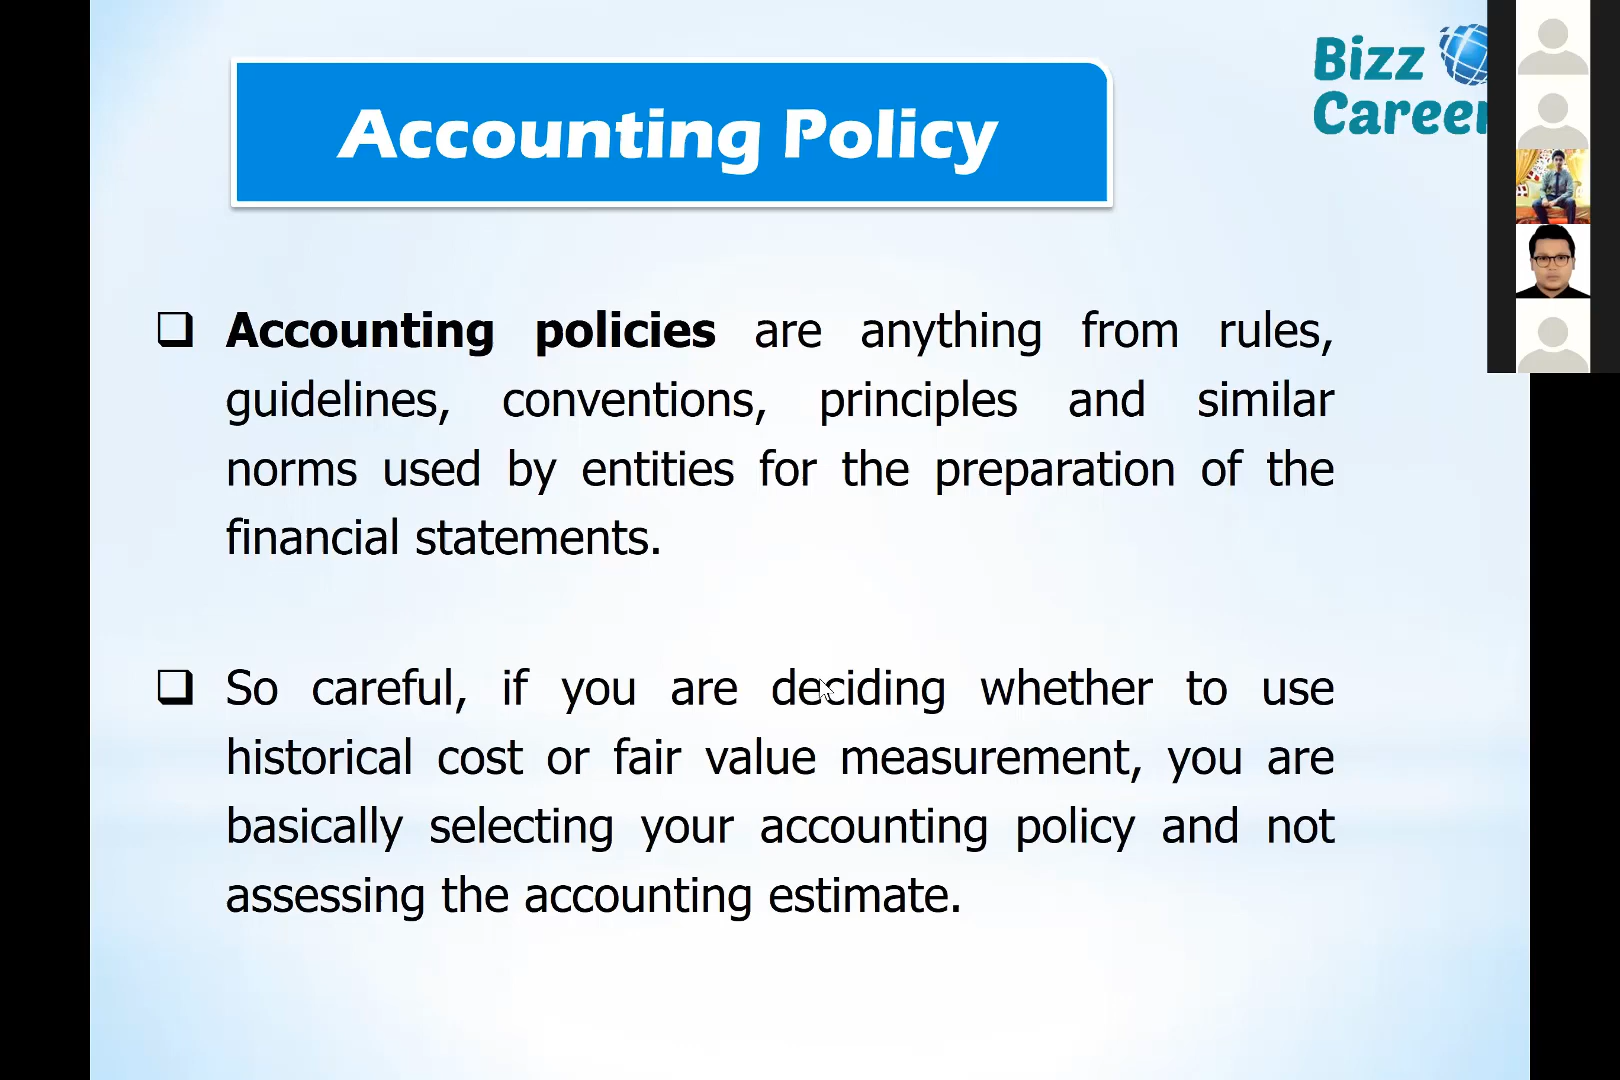 Accounting Policy
Bizz
Career
Accounting policies are anything from rules,
guidelines, conventions, principles and similar
norms used by entities for the preparation of the
financial statements.
So careful, if you are deciding whether to use
historical cost or fair value measurement, you are
basically selecting your accounting policy and not
assessing the accounting estimate.